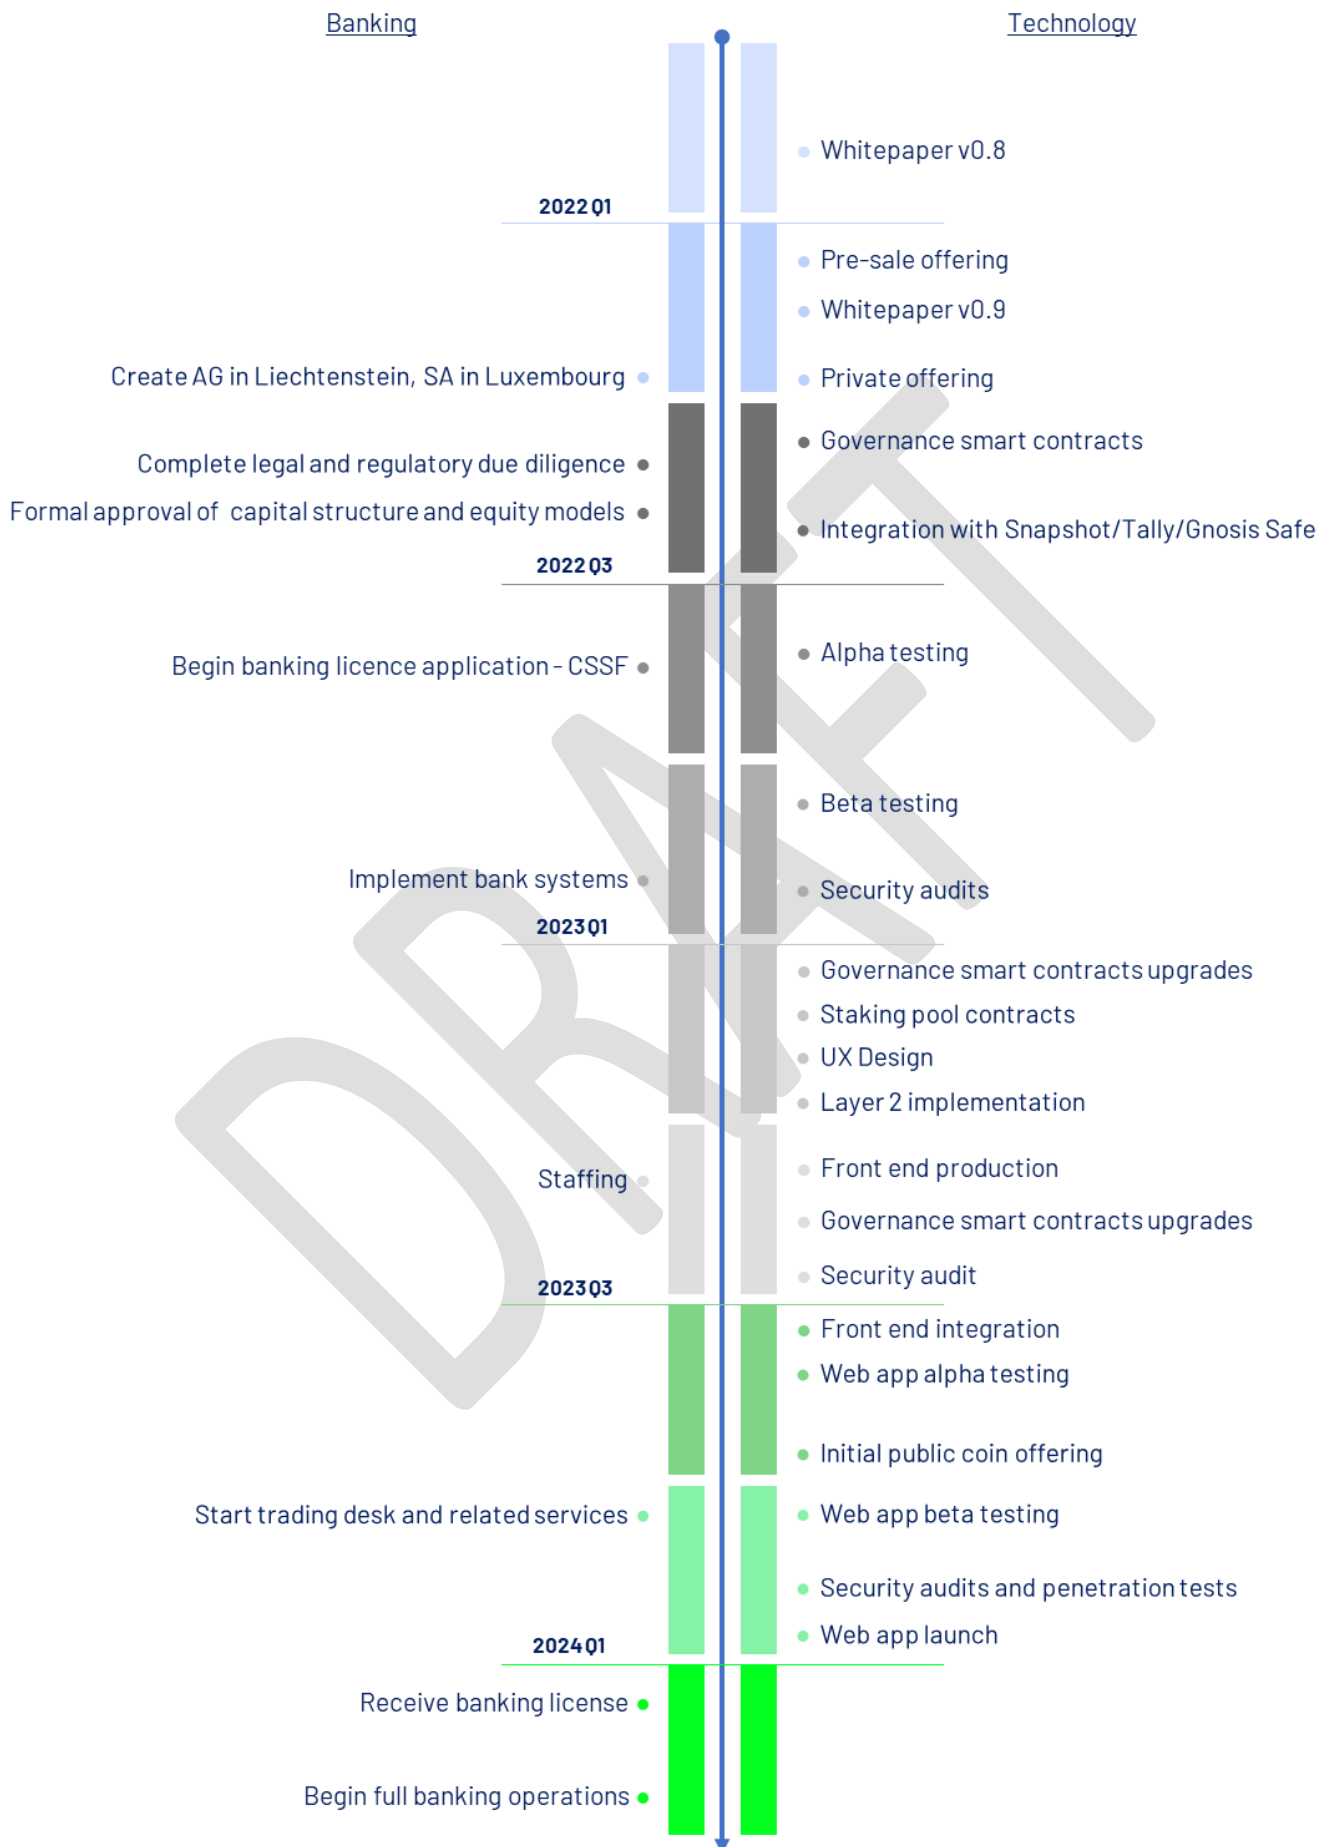 Banking
Technology
Whitepaper v0.8
2022 Q1
Pre-sale offering
Whitepaper v0.9
Create AG in Liechtenstein, SA in Luxembourg
Private offering
Governance smart contracts
Complete legal and regulatory due diligence
Formal approval of capital structure and equity models
Integration with Snapshot/Tally/Gnosis Safe
2022 Q3
Alpha testing
Begin banking licence application - CSSF
Beta testing
Implement bank systems
Security audits
2023 Q1
Governance smart contracts upgrades
Staking pool contracts
UX Design
Layer 2 implementation
Front end production
Staffing
Governance smart contracts upgrades
Security audit
2023 Q3
Front end integration
Web app alpha testing
Initial public coin offering
Start trading desk and related services
Web app beta testing
Security audits and penetration tests
Web app launch
2024 Q1
Receive banking license
Begin full banking operations
DRAFT